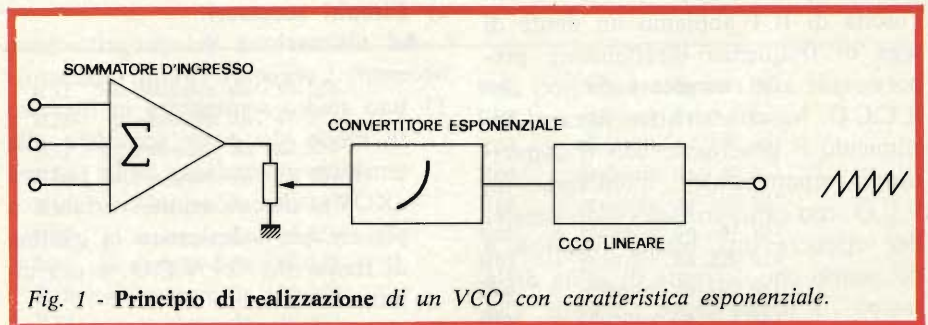 SOMMATORE D'INGRESSO
Σ
CONVERTITORE ESPONENZIALE
CCO LINEARE
Fig. 1 - Principio di realizzazione di un VCO con caratteristica esponenziale.